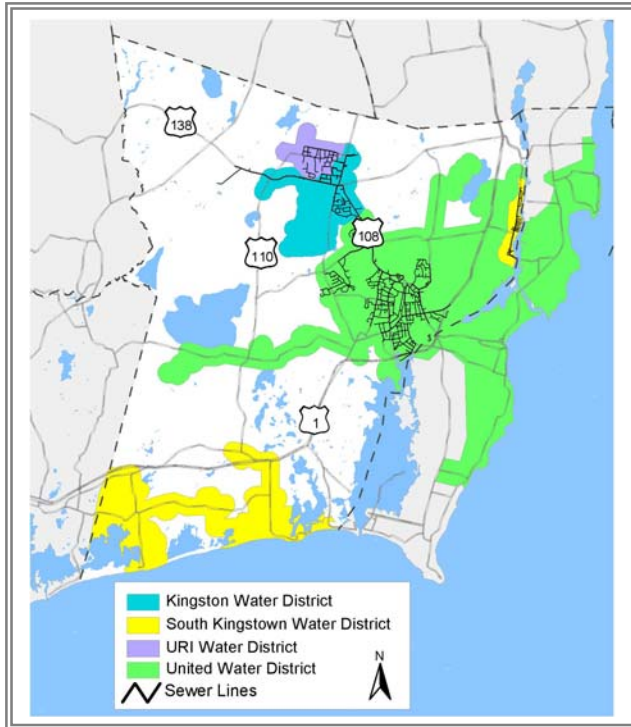 138
108
110
1
Kingston Water District
South Kingstown Water District
URI Water District
United Water District
Sewer Lines
N